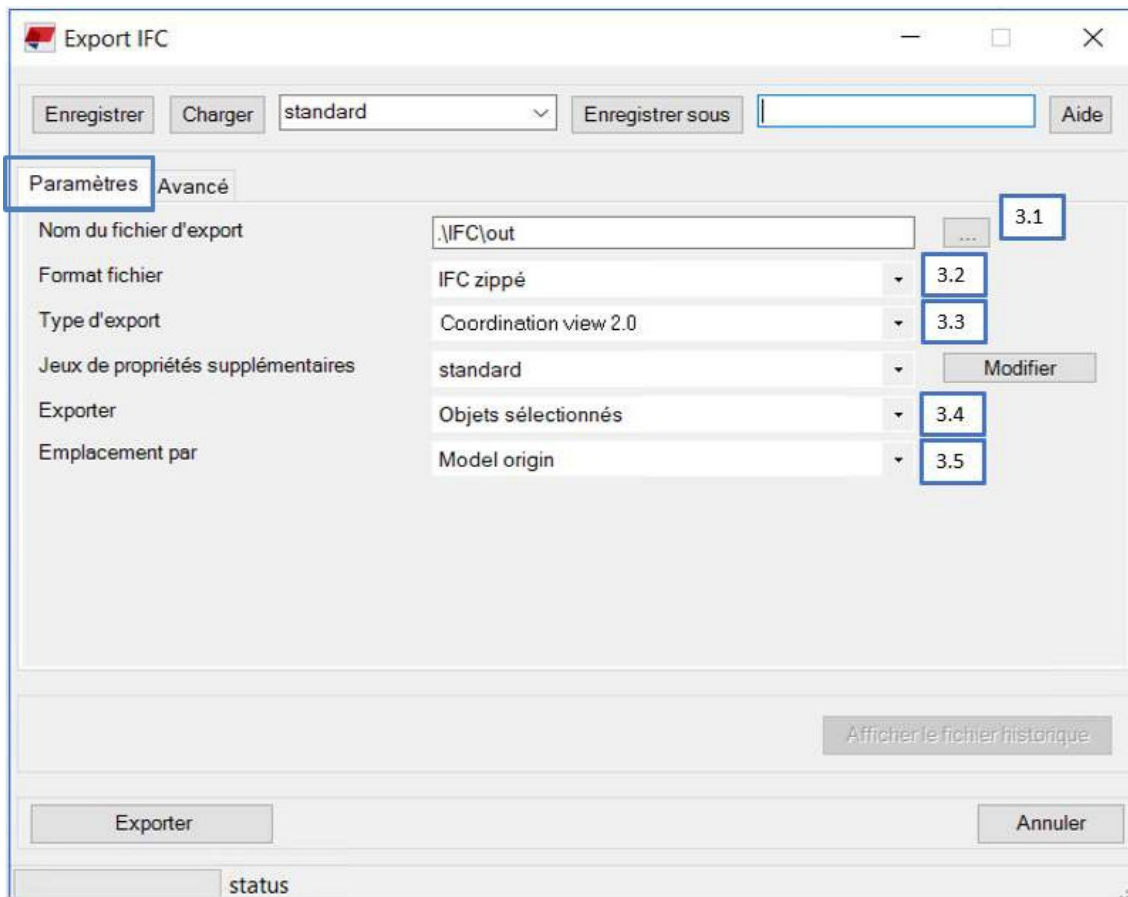 Export IFC
Enregistrer Charger standard Enregistrer sous Aide
Paramètres Avancé
Nom du fichier d'export .\IFC\out ... 3.1
Format fichier IFC zippé 3.2
Type d'export Coordination view 2.0 3.3
Jeux de propriétés supplémentaires standard Modifier
Exporter Objets sélectionnés 3.4
Emplacement par Model origin 3.5
Afficher le fichier historique
Exporter Annuler
status